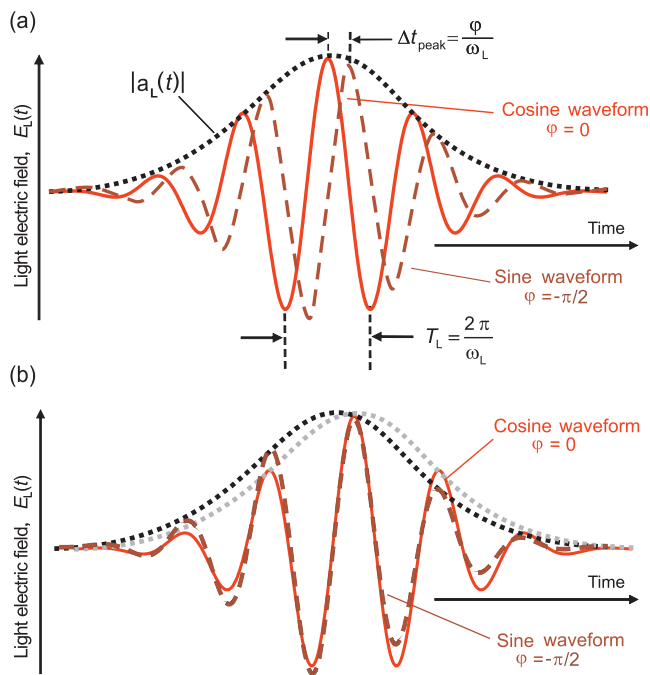 (a)
Δt_peak = φ/ω_L
|a_L(t)|
Cosine waveform
φ = 0
Light electric field, E_L(t)
Time
Sine waveform
φ =-π/2
T_L = 2 π/ω_L
(b)
Cosine waveform
φ = 0
Light electric field, E_L(t)
Time
Sine waveform
φ=-π/2